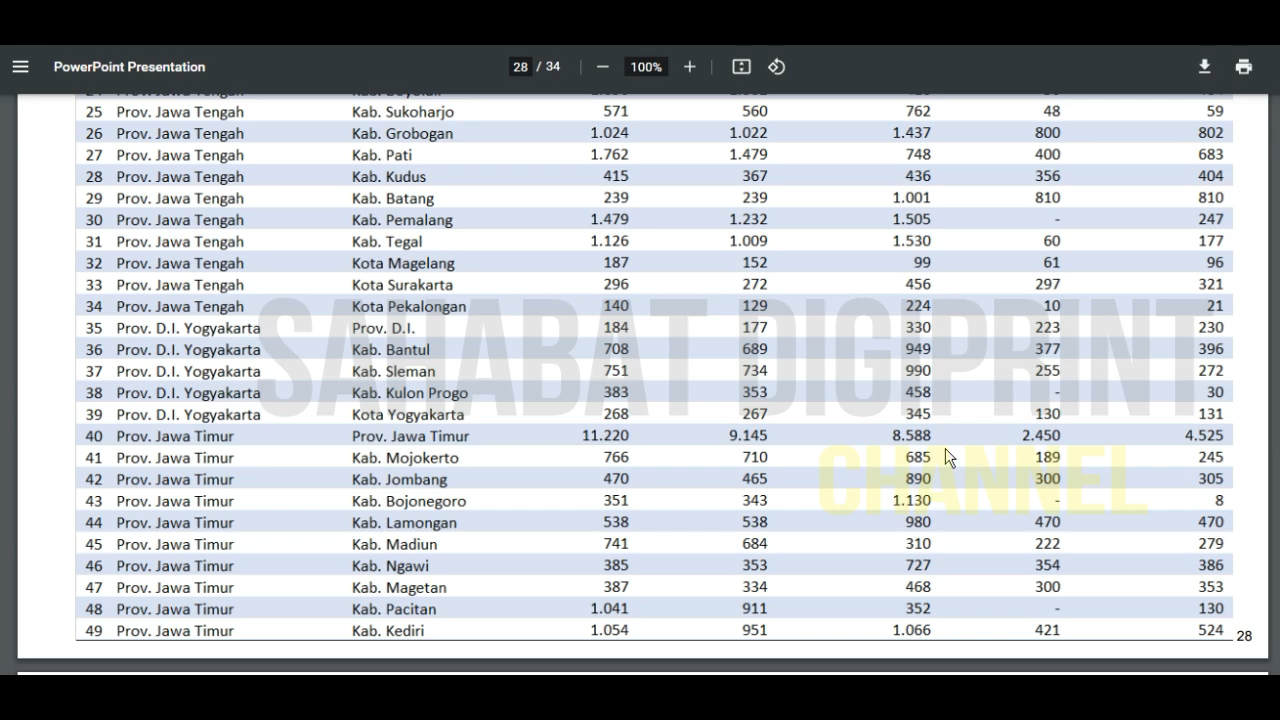 PowerPoint Presentation 28 / 34 100%
25 Prov. Jawa Tengah Kab. Sukoharjo 571 560 762 48 59
26 Prov. Jawa Tengah Kab. Grobogan 1.024 1.022 1.437 800 802
27 Prov. Jawa Tengah Kab. Pati 1.762 1.479 748 400 683
28 Prov. Jawa Tengah Kab. Kudus 415 367 436 356 404
29 Prov. Jawa Tengah Kab. Batang 239 239 1.001 810 810
30 Prov. Jawa Tengah Kab. Pemalang 1.479 1.232 1.505 - 247
31 Prov. Jawa Tengah Kab. Tegal 1.126 1.009 1.530 60 177
32 Prov. Jawa Tengah Kota Magelang 187 152 99 61 96
33 Prov. Jawa Tengah Kota Surakarta 296 272 456 297 321
34 Prov. Jawa Tengah Kota Pekalongan 140 129 224 10 21
35 Prov. D.I. Yogyakarta Prov. D.I. 184 177 330 223 230
36 Prov. D.I. Yogyakarta Kab. Bantul 708 689 949 377 396
37 Prov. D.I. Yogyakarta Kab. Sleman 751 734 990 255 272
38 Prov. D.I. Yogyakarta Kab. Kulon Progo 383 353 458 - 30
39 Prov. D.I. Yogyakarta Kota Yogyakarta 268 267 345 130 131
40 Prov. Jawa Timur Prov. Jawa Timur 11.220 9.145 8.588 2.450 4.525
41 Prov. Jawa Timur Kab. Mojokerto 766 710 685 189 245
42 Prov. Jawa Timur Kab. Jombang 470 465 890 300 305
43 Prov. Jawa Timur Kab. Bojonegoro 351 343 1.130 - 8
44 Prov. Jawa Timur Kab. Lamongan 538 538 980 470 470
45 Prov. Jawa Timur Kab. Madiun 741 684 310 222 279
46 Prov. Jawa Timur Kab. Ngawi 385 353 727 354 386
47 Prov. Jawa Timur Kab. Magetan 387 334 468 300 353
48 Prov. Jawa Timur Kab. Pacitan 1.041 911 352 - 130
49 Prov. Jawa Timur Kab. Kediri 1.054 951 1.066 421 524
28
SAHABAT DIGIPRINT
CHANNEL